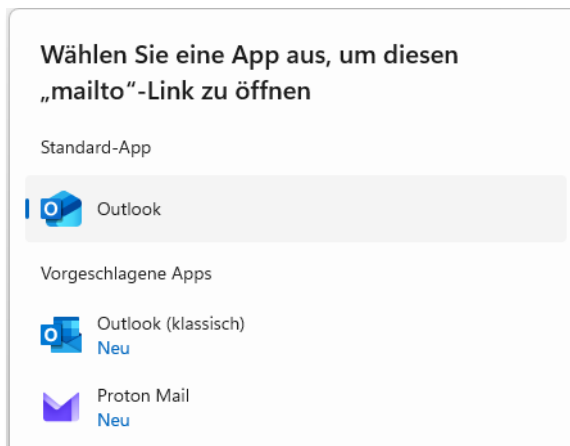 Wählen Sie eine App aus, um diesen
„mailto“-Link zu öffnen
Standard-App
Outlook
Vorgeschlagene Apps
Outlook (klassisch)
Neu
Proton Mail
Neu